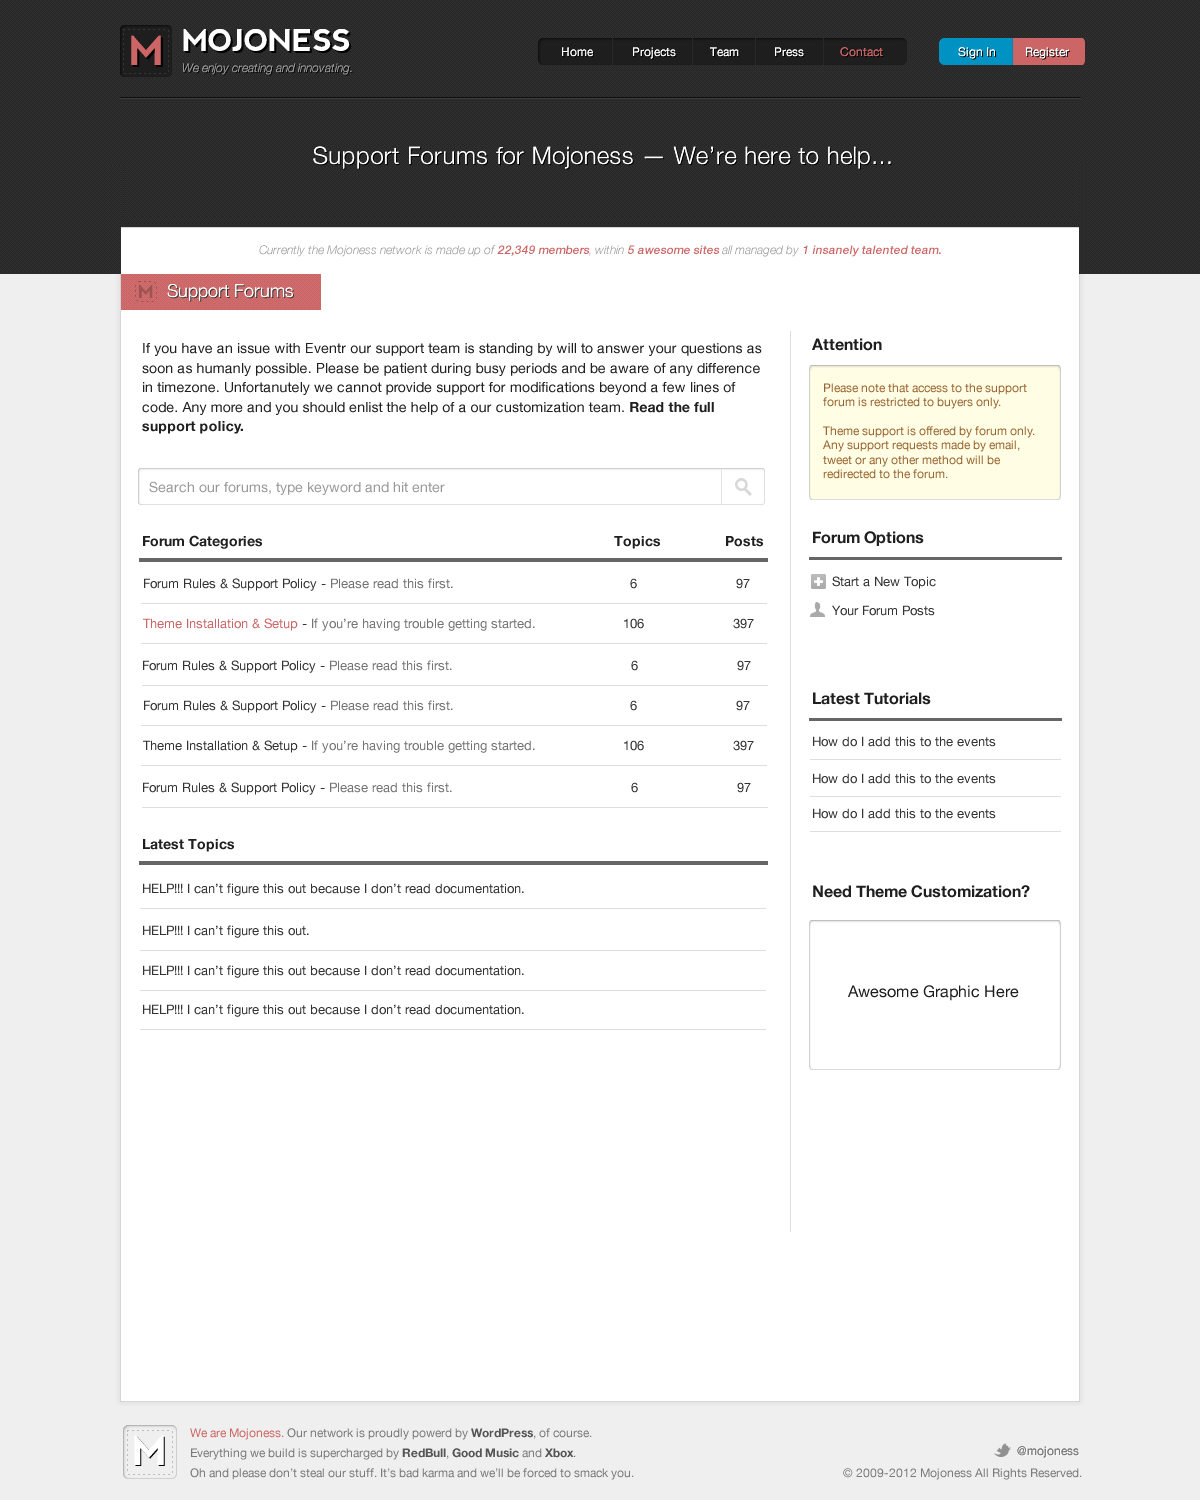 M MOJONESS
We enjoy creating and innovating.
Home Projects Team Press Contact Sign In Register
Support Forums for Mojoness — We’re here to help...
Currently the Mojoness network is made up of 22,349 members, within 5 awesome sites all managed by 1 insanely talented team.
M Support Forums
If you have an issue with Eventr our support team is standing by will to answer your questions as
soon as humanly possible. Please be patient during busy periods and be aware of any difference
in timezone. Unfortanutely we cannot provide support for modifications beyond a few lines of
code. Any more and you should enlist the help of a our customization team. Read the full
support policy.
Search our forums, type keyword and hit enter
Forum Categories Topics Posts
Forum Rules & Support Policy - Please read this first. 6 97
Theme Installation & Setup - If you’re having trouble getting started. 106 397
Forum Rules & Support Policy - Please read this first. 6 97
Forum Rules & Support Policy - Please read this first. 6 97
Theme Installation & Setup - If you’re having trouble getting started. 106 397
Forum Rules & Support Policy - Please read this first. 6 97
Latest Topics
HELP!!! I can’t figure this out because I don’t read documentation.
HELP!!! I can’t figure this out.
HELP!!! I can’t figure this out because I don’t read documentation.
HELP!!! I can’t figure this out because I don’t read documentation.
Attention
Please note that access to the support
forum is restricted to buyers only.
Theme support is offered by forum only.
Any support requests made by email,
tweet or any other method will be
redirected to the forum.
Forum Options
Start a New Topic
Your Forum Posts
Latest Tutorials
How do I add this to the events
How do I add this to the events
How do I add this to the events
Need Theme Customization?
Awesome Graphic Here
M
We are Mojoness. Our network is proudly powerd by WordPress, of course.
Everything we build is supercharged by RedBull, Good Music and Xbox.
Oh and please don’t steal our stuff. It’s bad karma and we’ll be forced to smack you.
@mojoness
© 2009-2012 Mojoness All Rights Reserved.